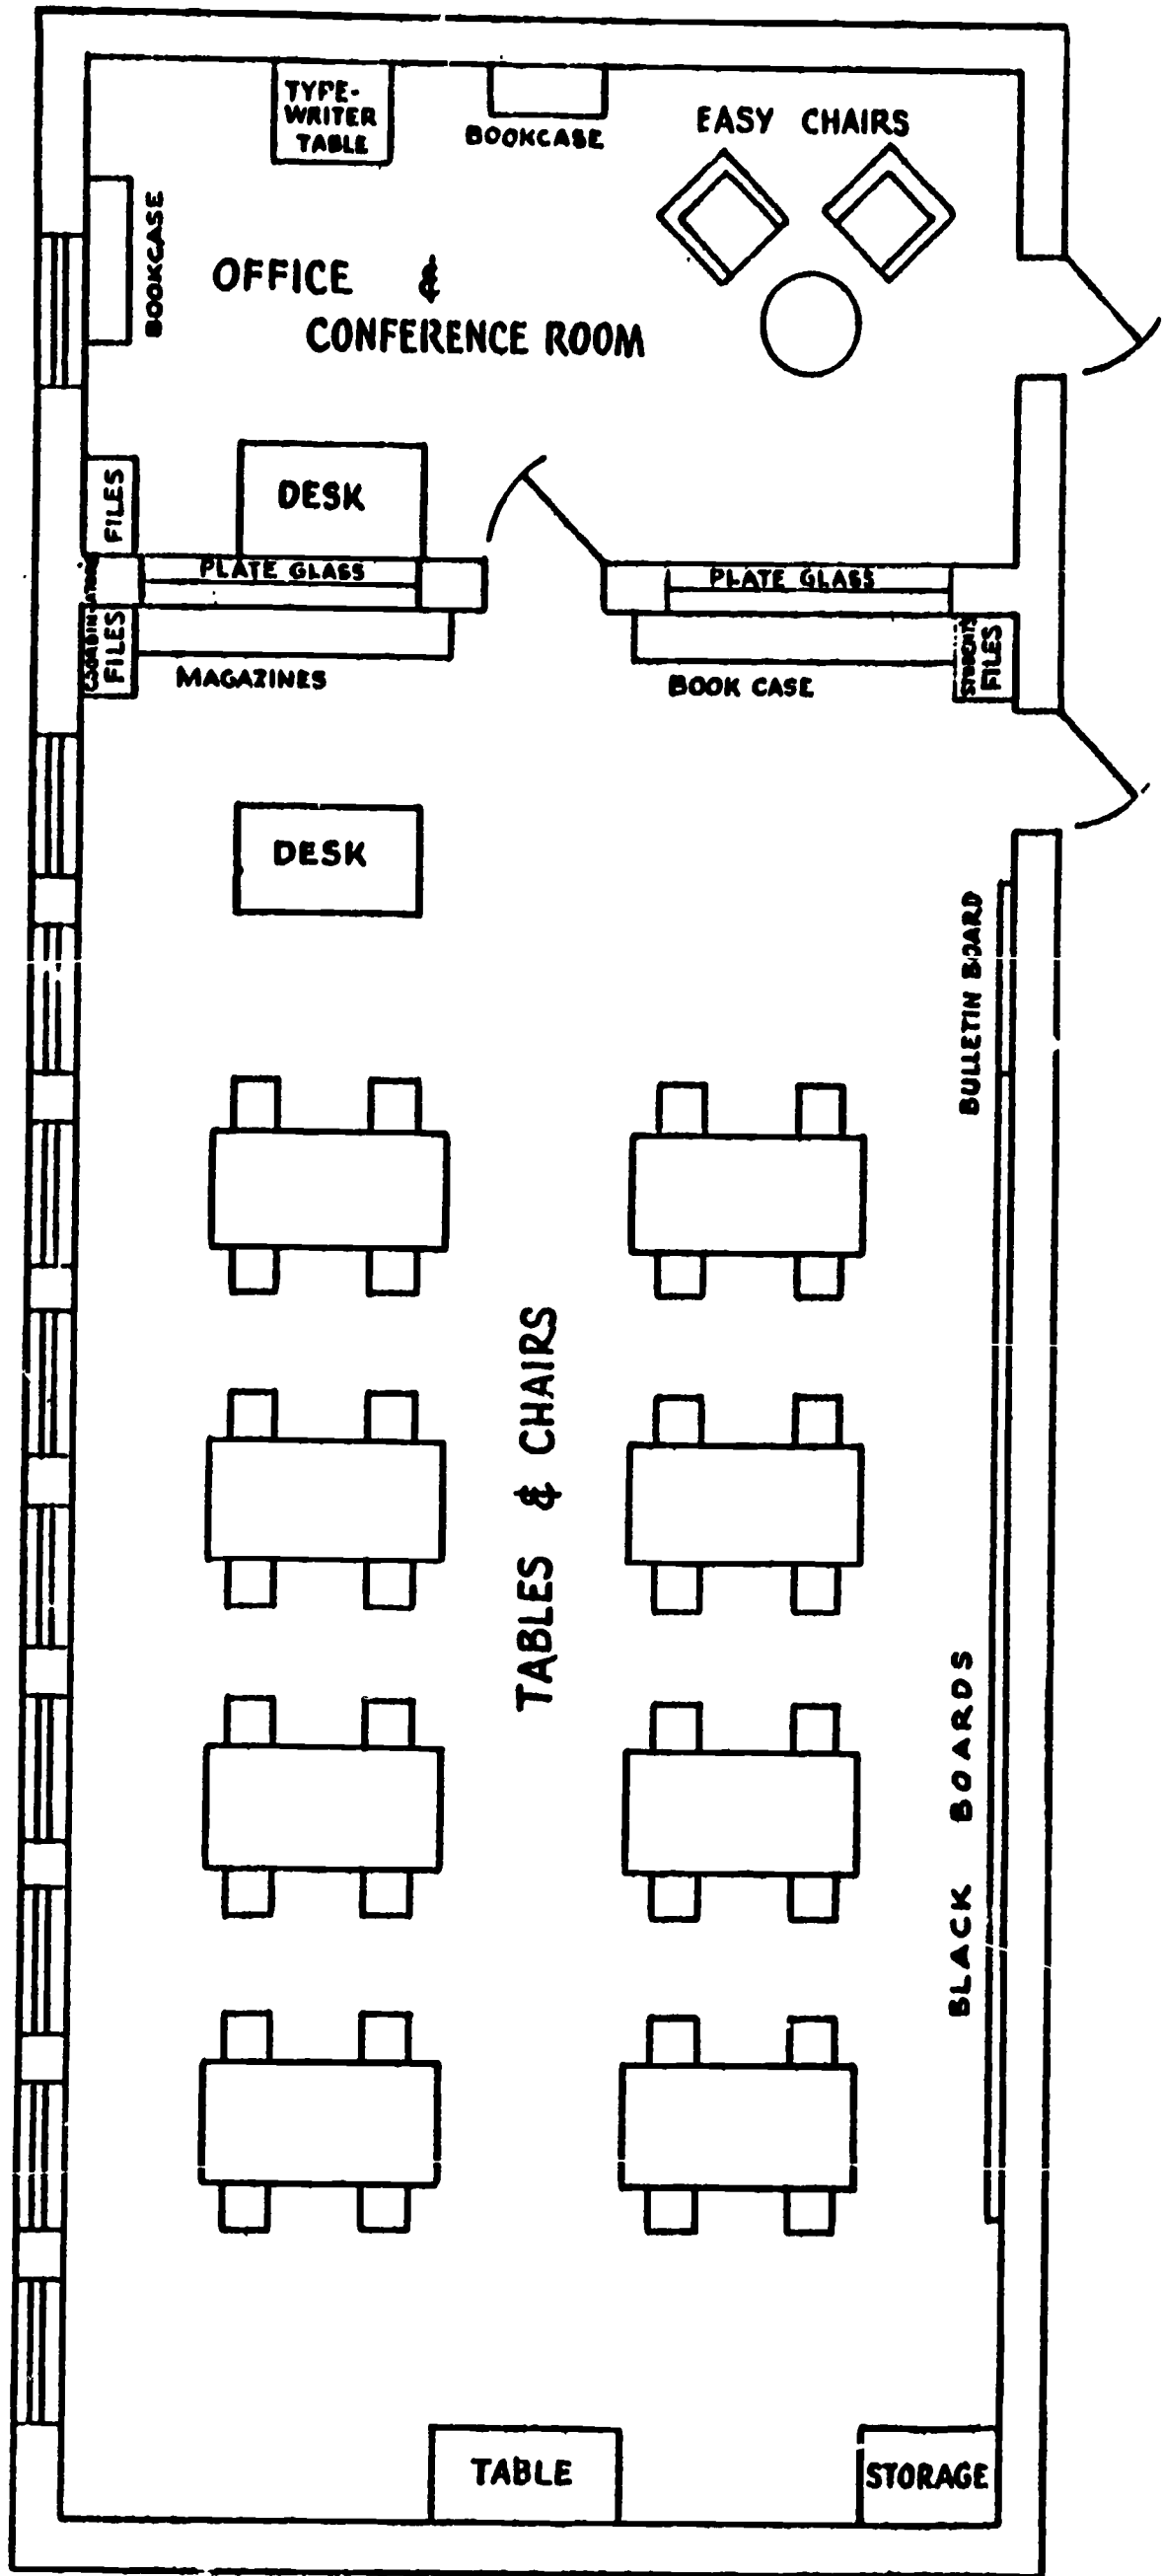 TYPE-
WRITER
TABLE
BOOKCASE
EASY CHAIRS
BOOKCASE
OFFICE &
CONFERENCE ROOM
FILES
DESK
PLATE GLASS
PLATE GLASS
FILES
MAGAZINES
BOOK CASE
STUDENTS
FILES
DESK
BULLETIN BOARD
TABLES & CHAIRS
BLACK BOARDS
TABLE
STORAGE